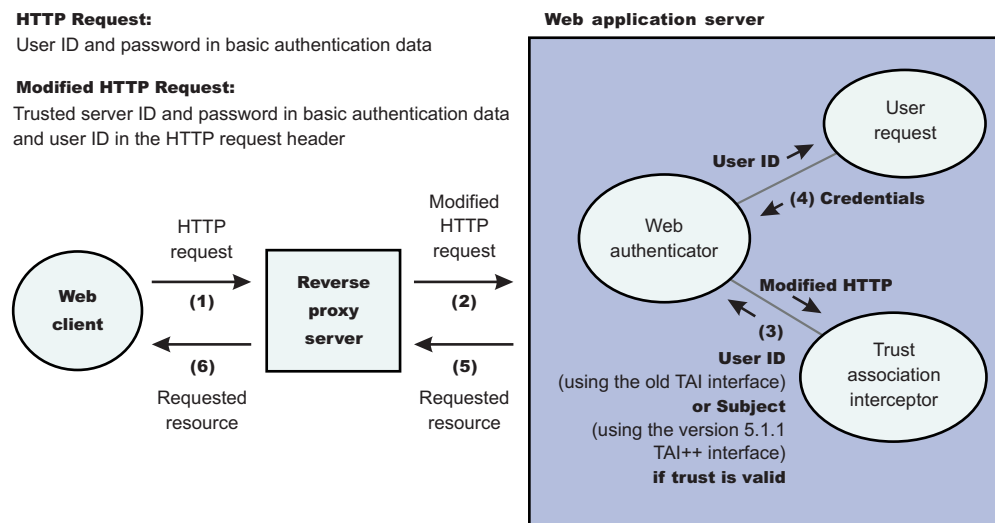 HTTP Request:
User ID and password in basic authentication data
Modified HTTP Request:
Trusted server ID and password in basic authentication data
and user ID in the HTTP request header
Web application server
User
request
User ID
(4) Credentials
Web
authenticator
Modified HTTP
(3)
User ID
(using the old TAI interface)
or Subject
(using the version 5.1.1
TAI++ interface)
if trust is valid
Trust
association
interceptor
Web
client
HTTP
request
(1)
(6)
Requested
resource
Reverse
proxy
server
Modified
HTTP
request
(2)
(5)
Requested
resource